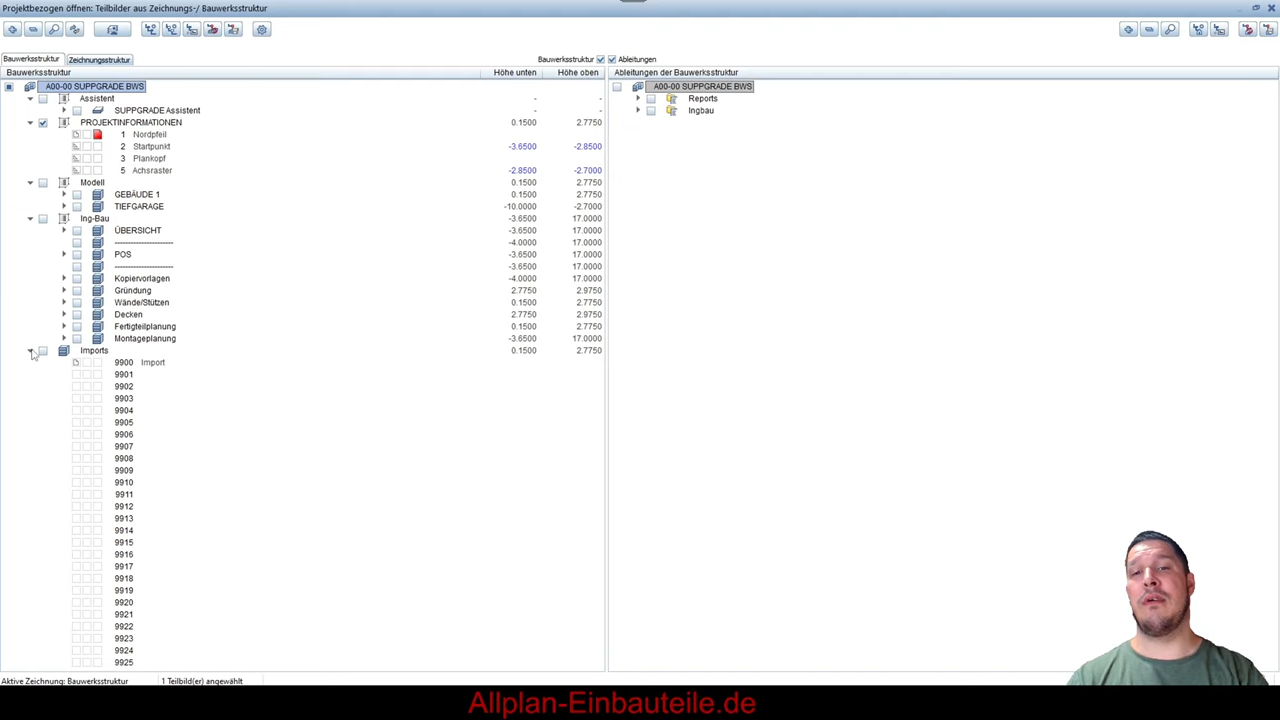 Projektbezogen öffnen: Teilbilder aus Zeichnungs-/ Bauwerksstruktur
Bauwerksstruktur Zeichnungsstruktur Bauwerksstruktur Ableitungen
Bauwerksstruktur Höhe unten Höhe oben Ableitungen der Bauwerksstruktur
A00-00 SUPPGRADE BWS A00-00 SUPPGRADE BWS
Assistent - - Reports
SUPPGRADE Assistent - - Ingbau
PROJEKTINFORMATIONEN 0.1500 2.7750
1 Nordpfeil
2 Startpunkt -3.6500 -2.8500
3 Plankopf
5 Achsraster -2.8500 -2.7000
Modell 0.1500 2.7750
GEBÄUDE 1 0.1500 2.7750
TIEFGARAGE -10.0000 -2.7000
Ing-Bau -3.6500 17.0000
ÜBERSICHT -3.6500 17.0000
---------------------- -4.0000 17.0000
POS -3.6500 17.0000
---------------------- -3.6500 17.0000
Kopiervorlagen -4.0000 17.0000
Gründung 2.7750 2.9750
Wände/Stützen 0.1500 2.7750
Decken 2.7750 2.9750
Fertigteilplanung 0.1500 2.7750
Montageplanung -3.6500 17.0000
Imports 0.1500 2.7750
9900 Import
9901
9902
9903
9904
9905
9906
9907
9908
9909
9910
9911
9912
9913
9914
9915
9916
9917
9918
9919
9920
9921
9922
9923
9924
9925
Aktive Zeichnung: Bauwerksstruktur 1 Teilbild(er) angewählt
Allplan-Einbauteile.de